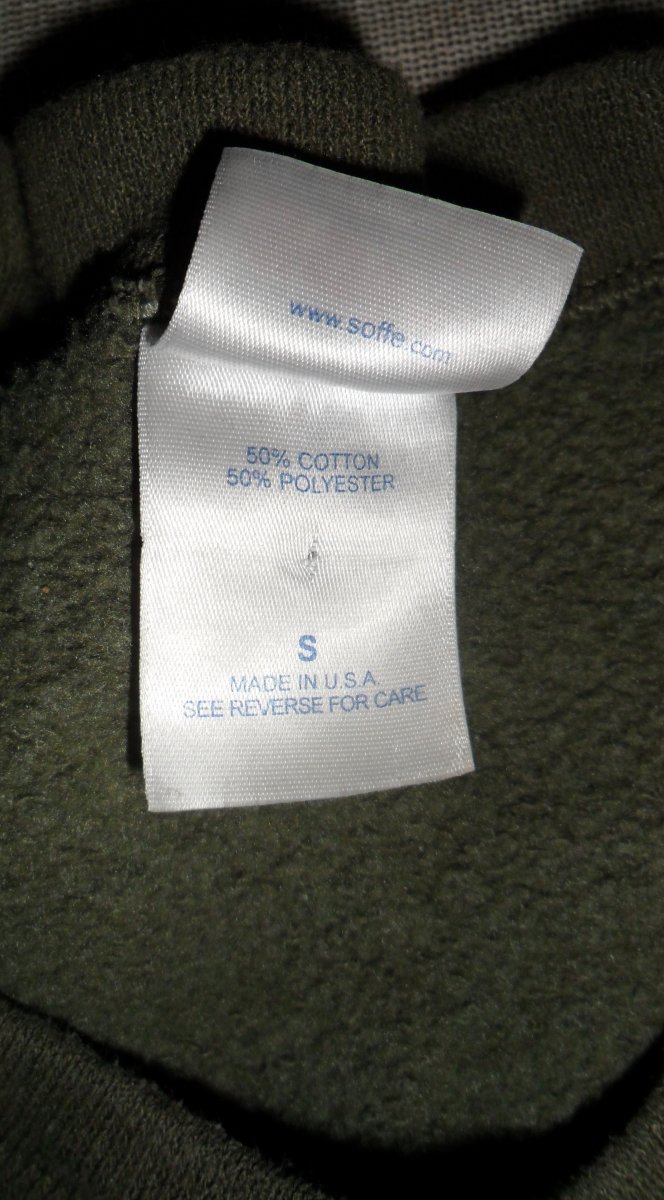 www.soffe.com
50% COTTON
50% POLYESTER
S
MADE IN U.S.A.
SEE REVERSE FOR CARE